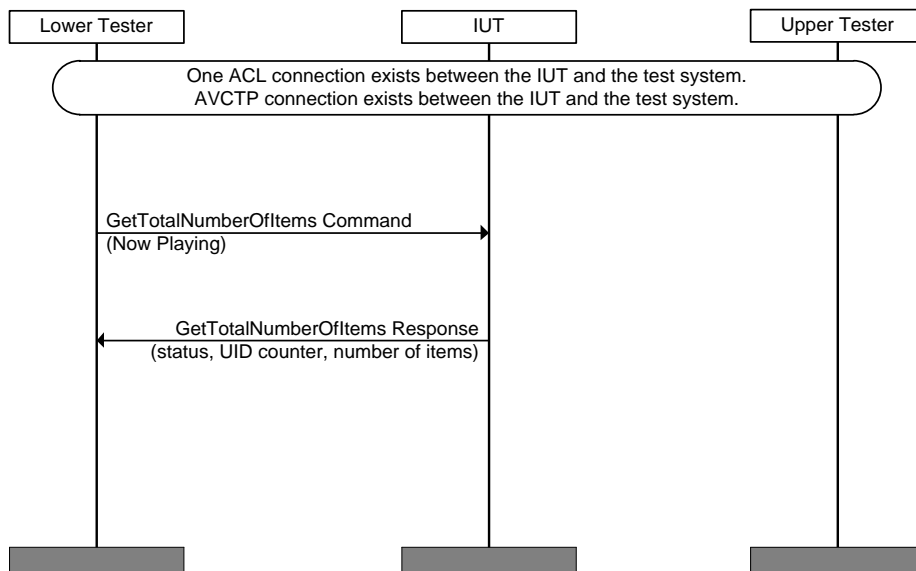 Lower Tester
IUT
Upper Tester
One ACL connection exists between the IUT and the test system.
AVCTP connection exists between the IUT and the test system.
GetTotalNumberOfItems Command
(Now Playing)
GetTotalNumberOfItems Response
(status, UID counter, number of items)